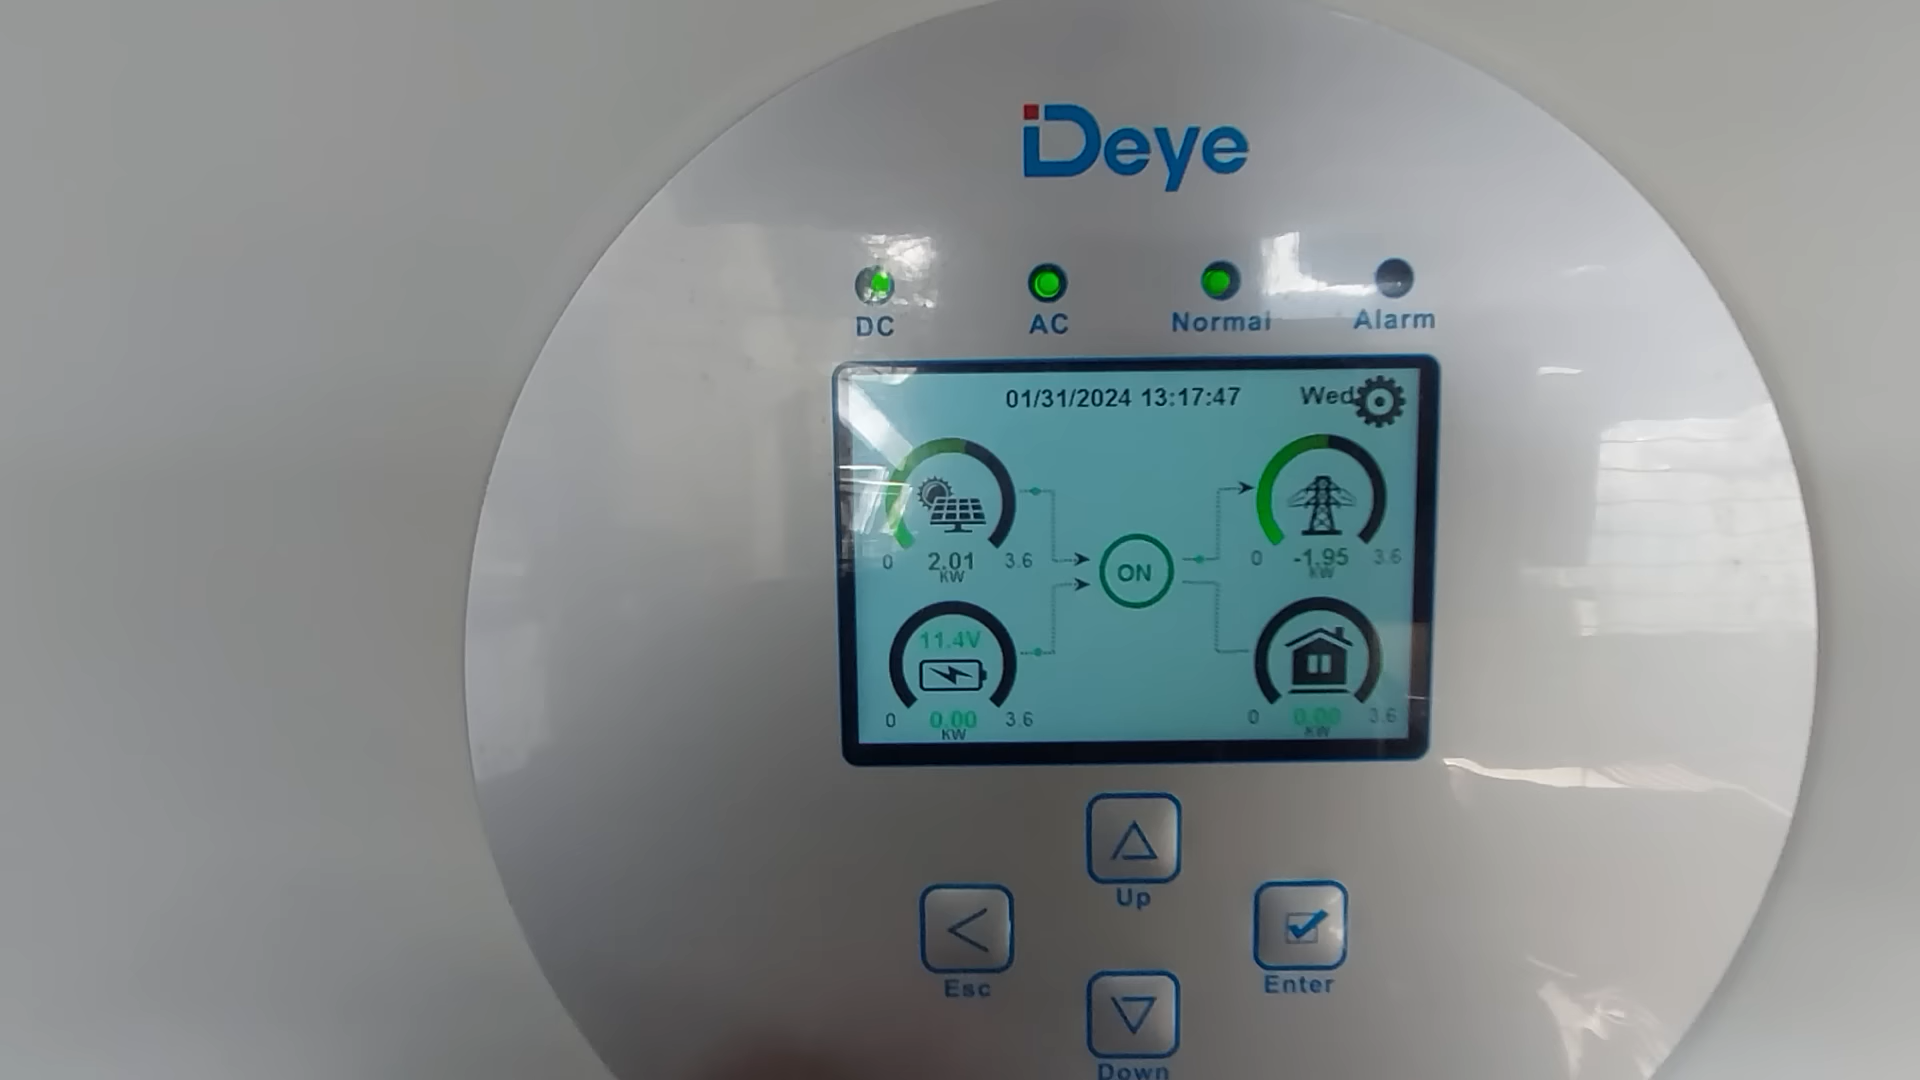 Deye
DC AC Normal Alarm
01/31/2024 13:17:47 Wed
0 2.01 3.6
KW
ON
0 -1.95 3.6
KW
11.4V
0 0.00 3.6
KW
0 0.00 3.6
KW
Up
Esc
Enter
Down